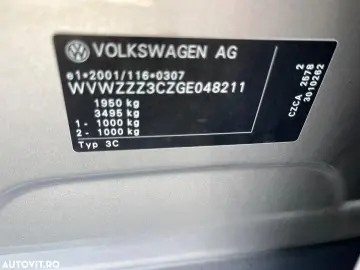 VOLKSWAGEN AG
e1*2001/116*0307
WVWZZZ3CZGE048211
1950 kg
3495 kg
1- 1000 kg
2- 1000 kg
Typ 3C
CZCA 2578 2
3010262
AUTOVIT.RO